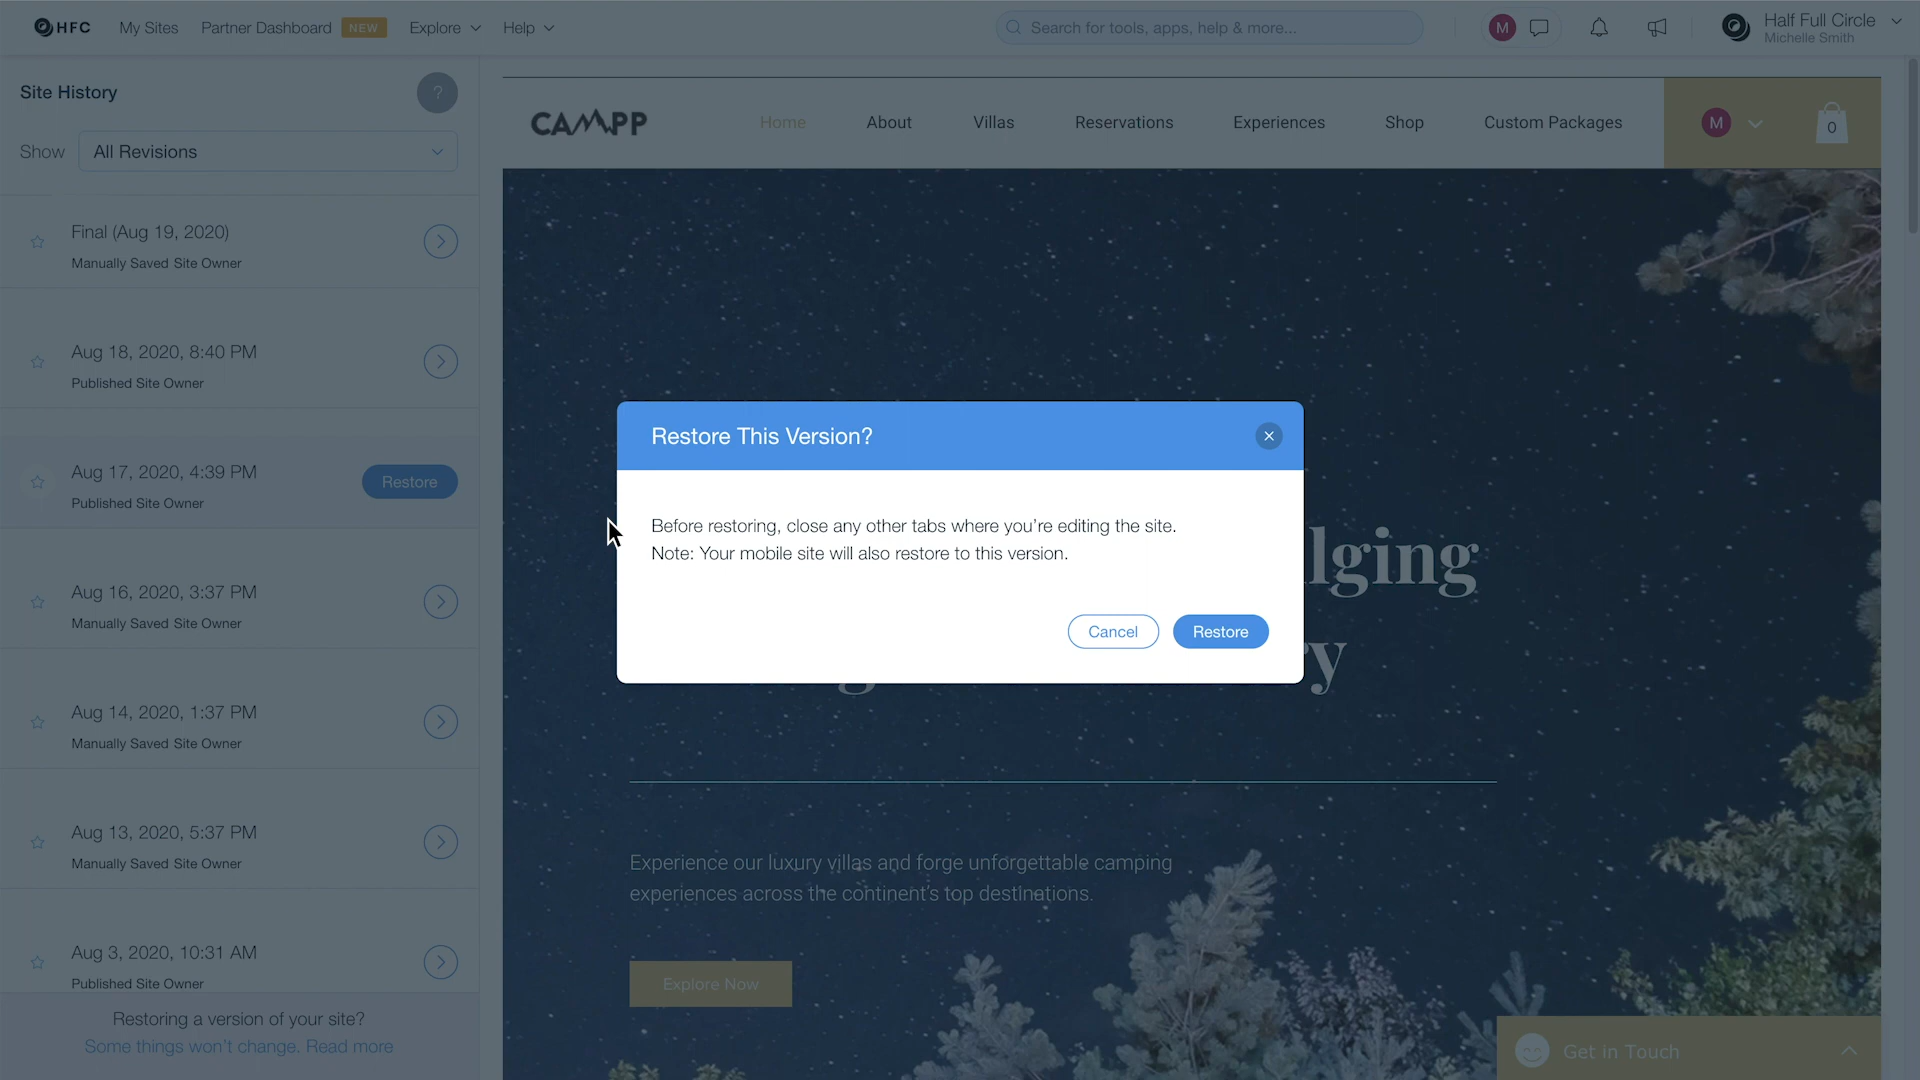 HFC
My Sites
Partner Dashboard
NEW
Explore
Help
Search for tools, apps, help & more...
M
Half Full Circle
Michelle Smith
Site History
?
Show
All Revisions
Final (Aug 19, 2020)
Manually Saved Site Owner
Aug 18, 2020, 8:40 PM
Published Site Owner
Aug 17, 2020, 4:39 PM
Published Site Owner
Restore
Aug 16, 2020, 3:37 PM
Manually Saved Site Owner
Aug 14, 2020, 1:37 PM
Manually Saved Site Owner
Aug 13, 2020, 5:37 PM
Manually Saved Site Owner
Aug 3, 2020, 10:31 AM
Published Site Owner
Restoring a version of your site?
Some things won't change. Read more
CAMPP
Home
About
Villas
Reservations
Experiences
Shop
Custom Packages
M
0
Restore This Version?
Before restoring, close any other tabs where you're editing the site.
Note: Your mobile site will also restore to this version.
Cancel
Restore
Experience our luxury villas and forge unforgettable camping
experiences across the continent's top destinations.
Explore Now
Get in Touch